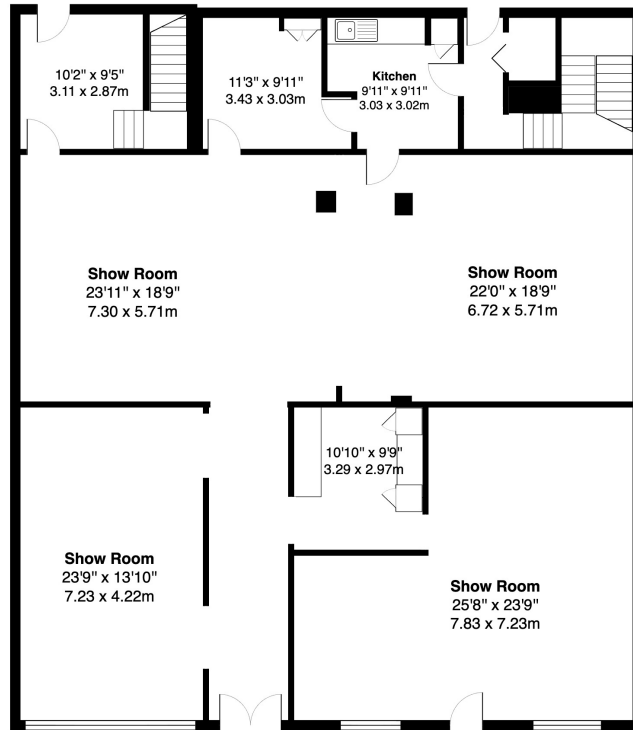 10'2" x 9'5"
3.11 x 2.87m
11'3" x 9'11"
3.43 x 3.03m
Kitchen
9'11" x 9'11"
3.03 x 3.02m
Show Room
23'11" x 18'9"
7.30 x 5.71m
Show Room
22'0" x 18'9"
6.72 x 5.71m
10'10" x 9'9"
3.29 x 2.97m
Show Room
23'9" x 13'10"
7.23 x 4.22m
Show Room
25'8" x 23'9"
7.83 x 7.23m